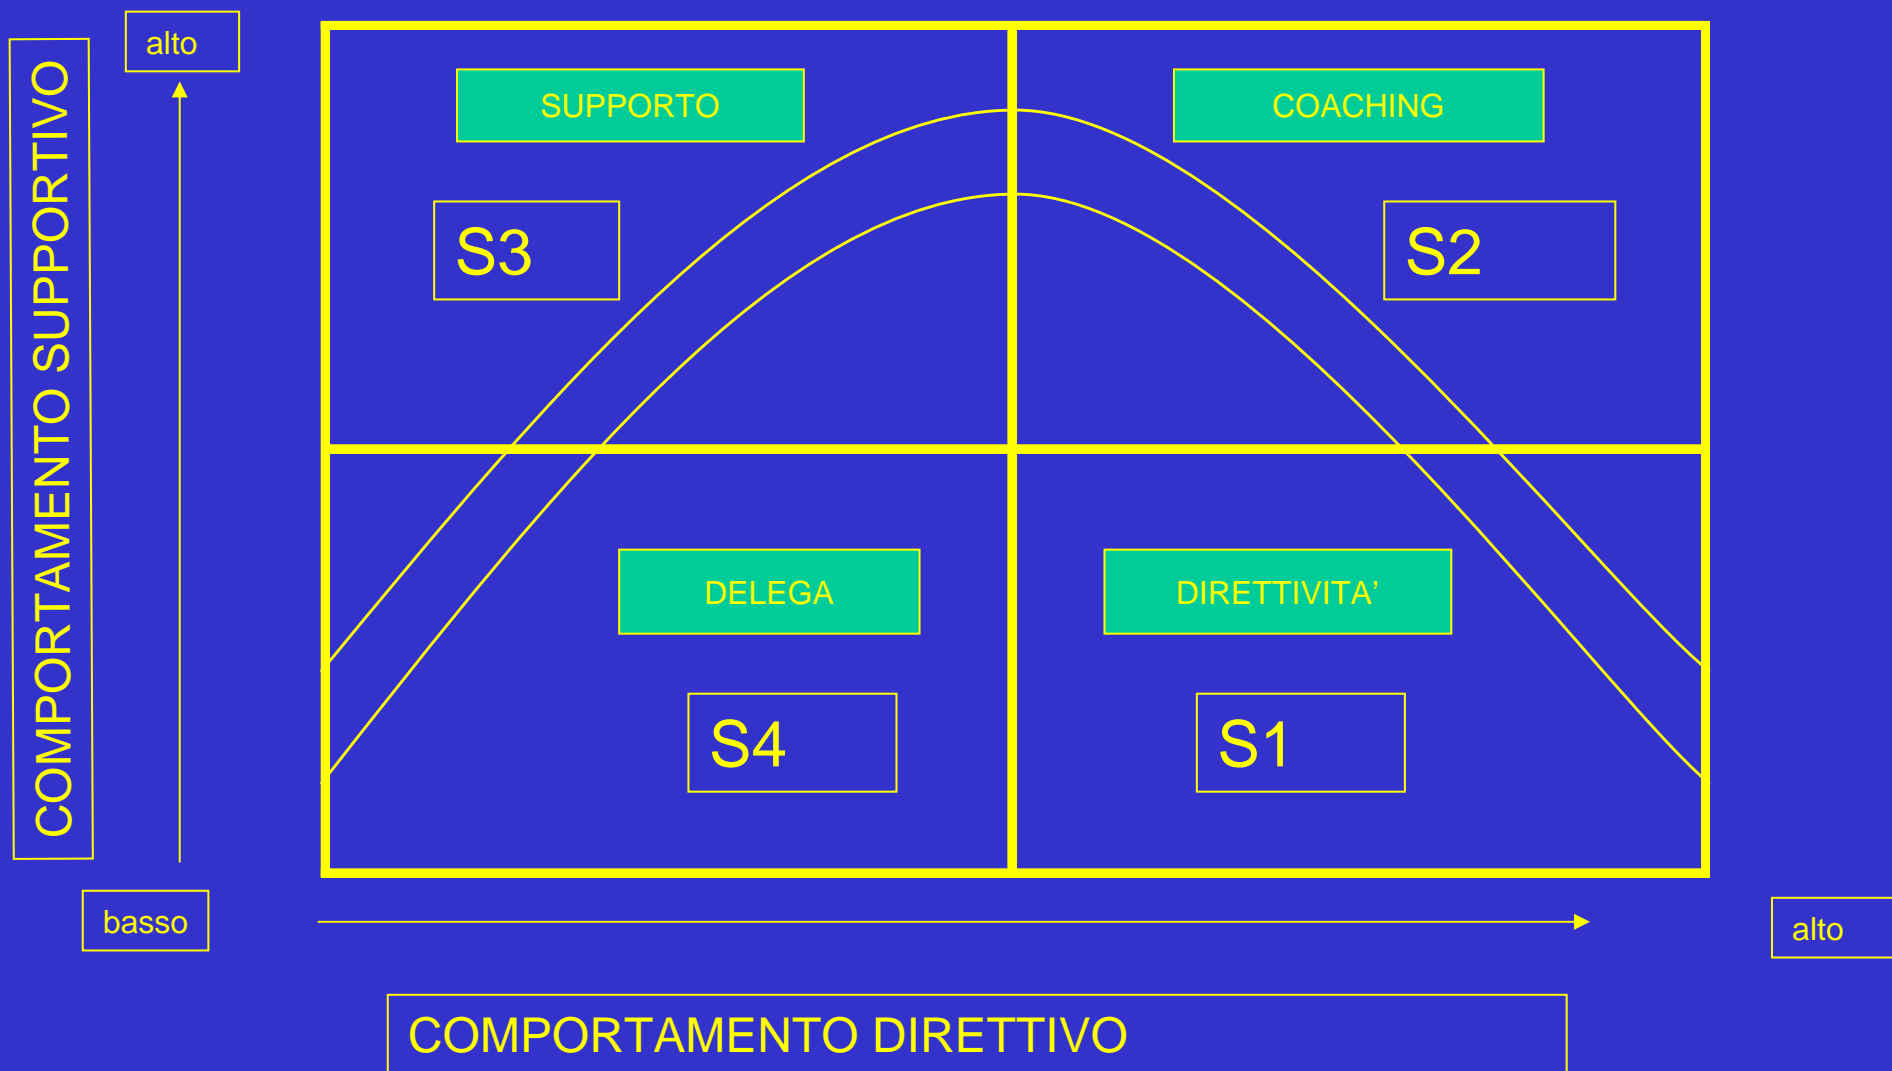 alto
COMPORTAMENTO SUPPORTIVO
SUPPORTO
COACHING
S3
S2
DELEGA
DIRETTIVITA’
S4
S1
basso
alto
COMPORTAMENTO DIRETTIVO